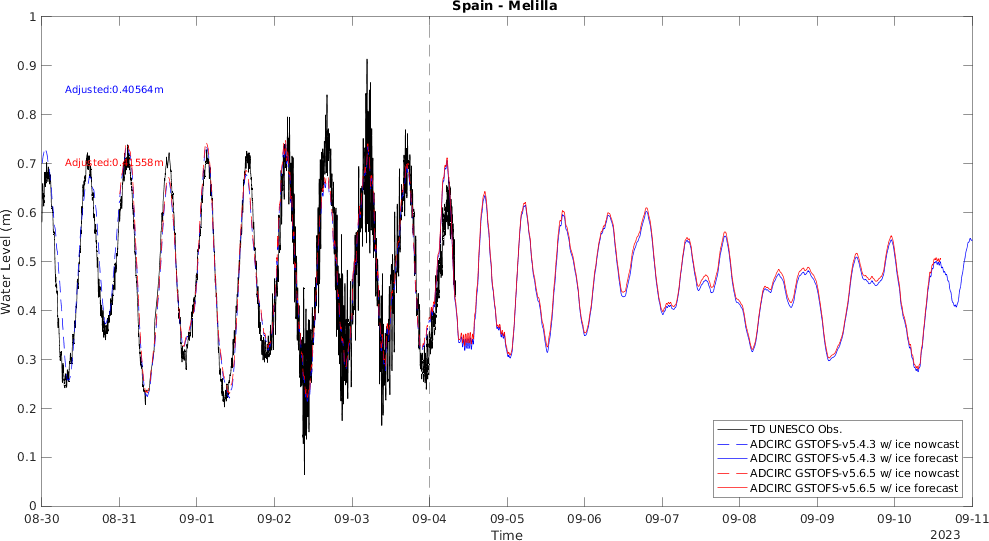 Spain - Melilla
1
0.9
0.8
0.7
0.6
0.5
0.4
0.3
0.2
0.1
0
Water Level (m)
Adjusted:0.40564m
08-30
08-31
09-01
09-02
09-03
09-04
09-05
09-06
09-07
09-08
09-09
09-10
09-11
Time
2023
TD UNESCO Obs.
ADCIRC GSTOFS-v5.4.3 w/ ice nowcast
ADCIRC GSTOFS-v5.4.3 w/ ice forecast
ADCIRC GSTOFS-v5.6.5 w/ ice nowcast
ADCIRC GSTOFS-v5.6.5 w/ ice forecast